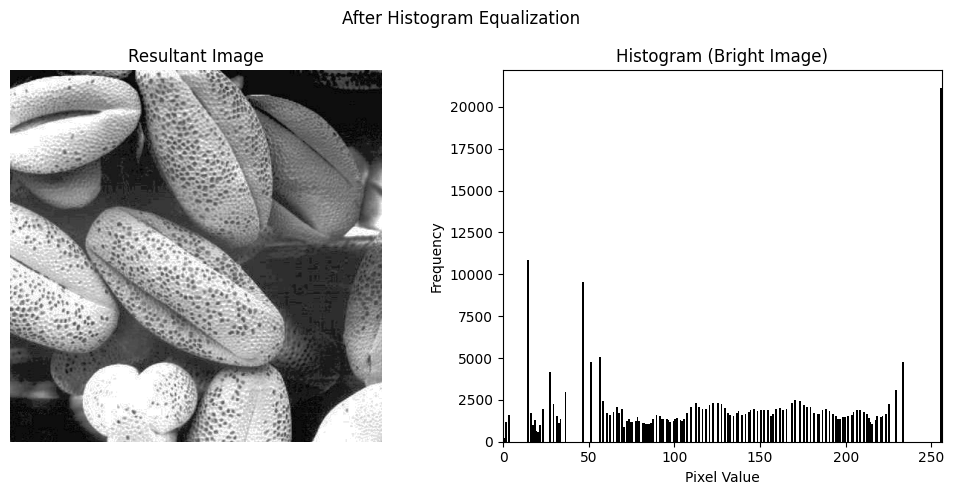 After Histogram Equalization
Resultant Image
Histogram (Bright Image)
20000
17500
15000
12500
10000
7500
5000
2500
0
Frequency
0 50 100 150 200 250
Pixel Value